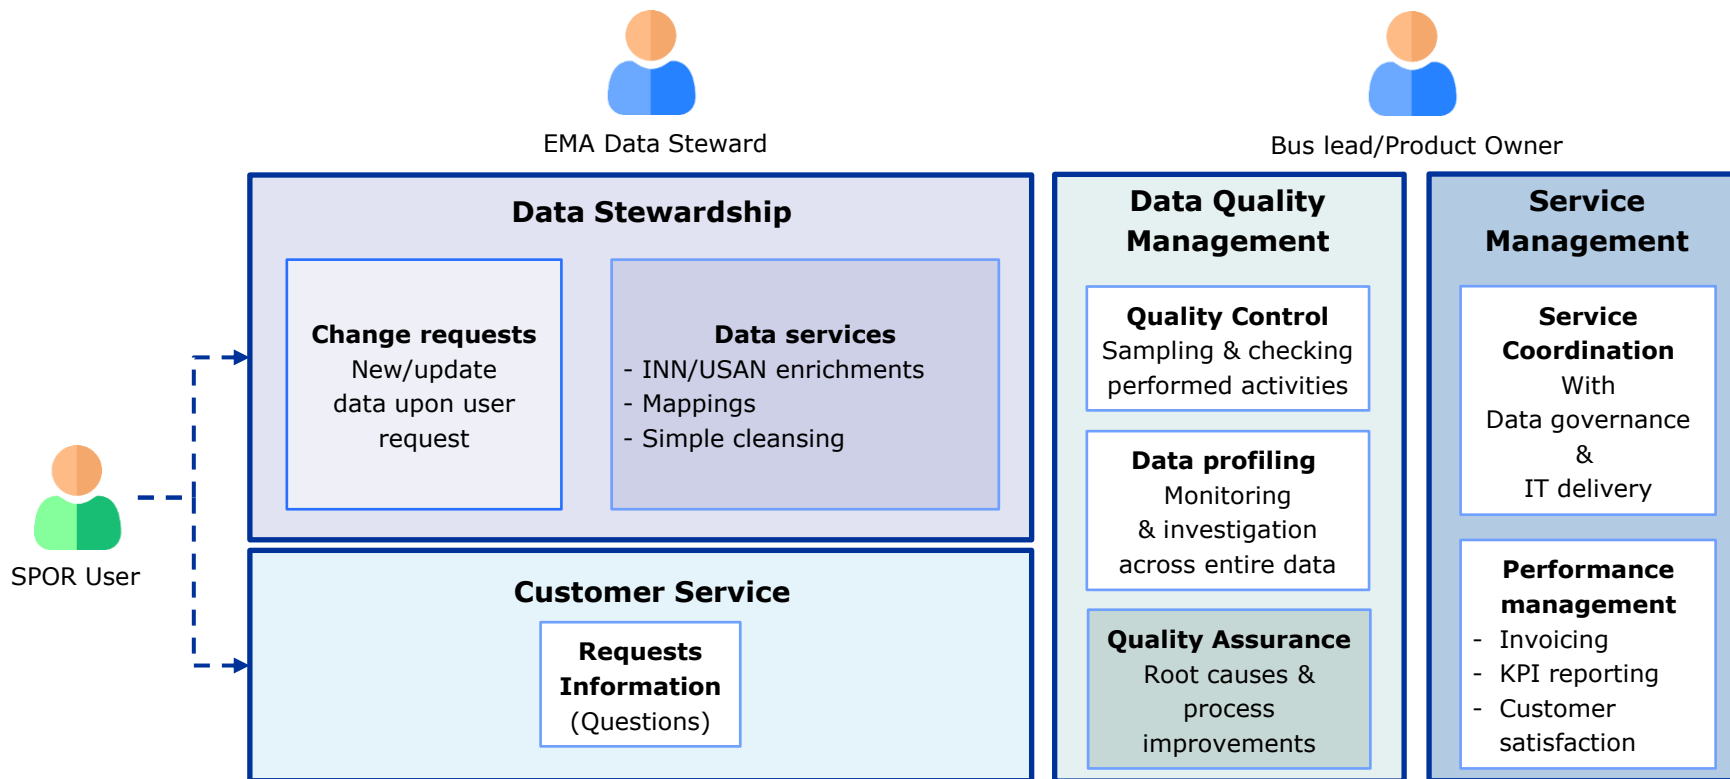 EMA Data Steward
Bus lead/Product Owner
SPOR User
Data Stewardship
Change requests
New/update
data upon user
request
Data services
- INN/USAN enrichments
- Mappings
- Simple cleansing
Customer Service
Requests
Information
(Questions)
Data Quality
Management
Quality Control
Sampling & checking
performed activities
Data profiling
Monitoring
& investigation
across entire data
Quality Assurance
Root causes &
process
improvements
Service
Management
Service
Coordination
With
Data governance
&
IT delivery
Performance
management
- Invoicing
- KPI reporting
- Customer
satisfaction